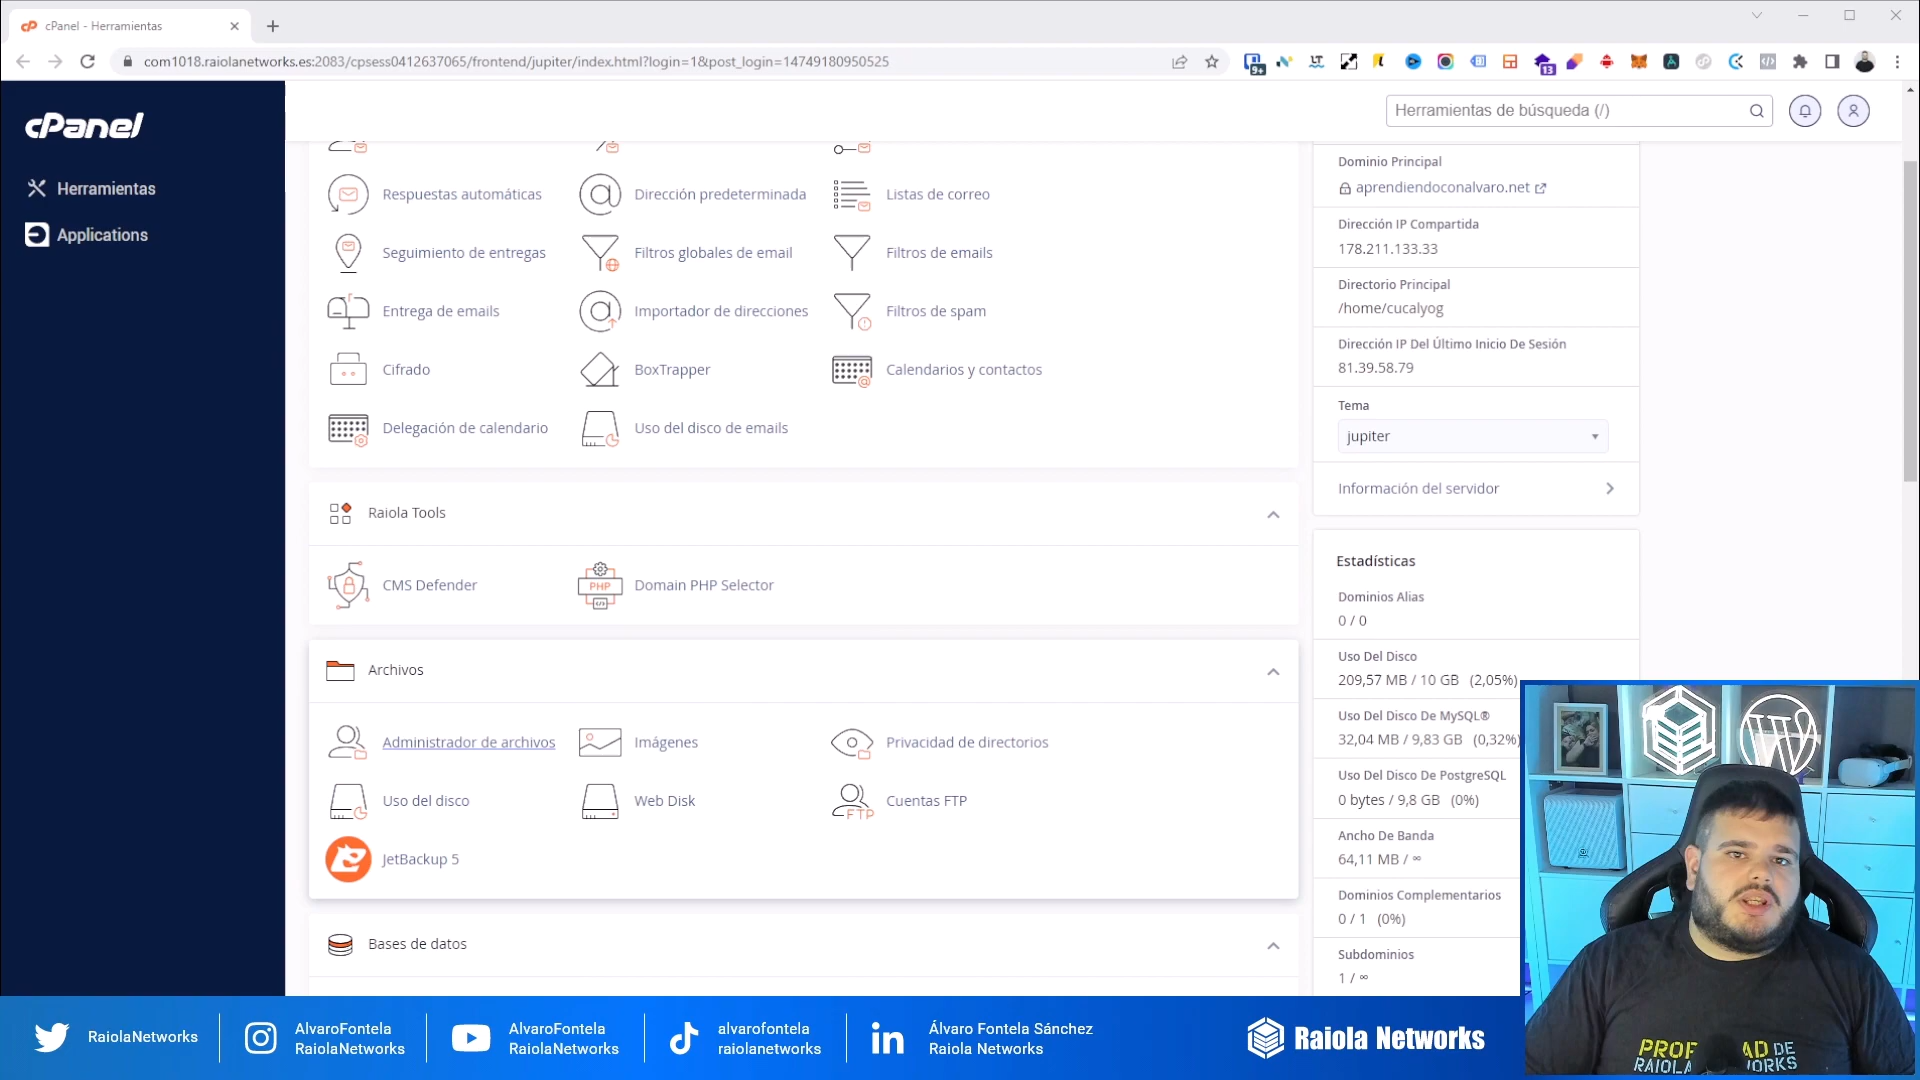 cPanel - Herramientas
com1018.raiolanetworks.es:2083/cpsess0412637065/frontend/jupiter/index.html?login=1&post_login=14749180950525
9+
13
cPanel
Herramientas de búsqueda (/)
Herramientas
Applications
Respuestas automáticas
Dirección predeterminada
Listas de correo
Seguimiento de entregas
Filtros globales de email
Filtros de emails
Entrega de emails
Importador de direcciones
Filtros de spam
Cifrado
BoxTrapper
Calendarios y contactos
Delegación de calendario
Uso del disco de emails
Raiola Tools
CMS Defender
PHP
Domain PHP Selector
Archivos
Administrador de archivos
Imágenes
Privacidad de directorios
Uso del disco
Web Disk
FTP
Cuentas FTP
JetBackup 5
Bases de datos
Dominio Principal
aprendiendoconalvaro.net
Dirección IP Compartida
178.211.133.33
Directorio Principal
/home/cucalyog
Dirección IP Del Último Inicio De Sesión
81.39.58.79
Tema
jupiter
Información del servidor
Estadísticas
Dominios Alias
0 / 0
Uso Del Disco
209,57 MB / 10 GB (2,05%)
Uso Del Disco De MySQL®
32,04 MB / 9,83 GB (0,32%)
Uso Del Disco De PostgreSQL
0 bytes / 9,8 GB (0%)
Ancho De Banda
64,11 MB / ∞
Dominios Complementarios
0 / 1 (0%)
Subdominios
1 / ∞
RaiolaNetworks
AlvaroFontela
RaiolaNetworks
AlvaroFontela
RaiolaNetworks
alvarofontela
raiolanetworks
in
Álvaro Fontela Sánchez
Raiola Networks
Raiola Networks